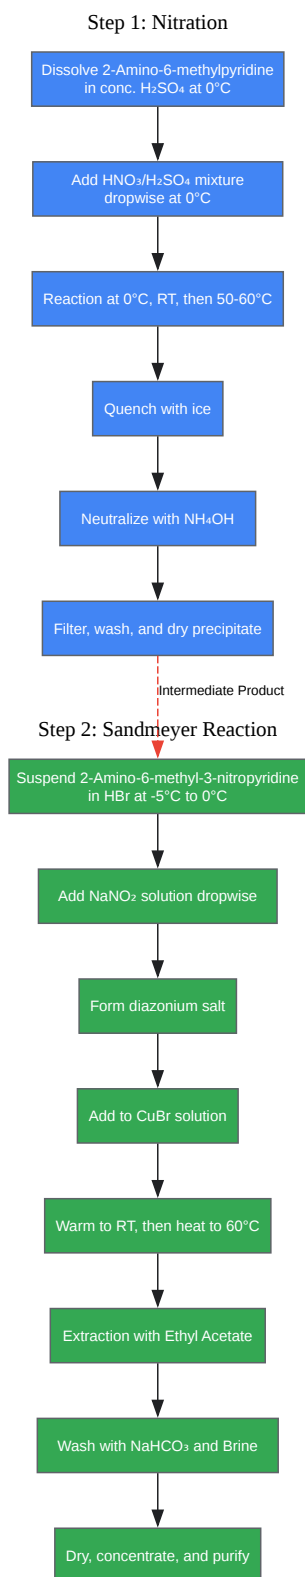 Step 1: Nitration
Dissolve 2-Amino-6-methylpyridine
in conc. H₂SO₄ at 0°C
Add HNO₃/H₂SO₄ mixture
dropwise at 0°C
Reaction at 0°C, RT, then 50-60°C
Quench with ice
Neutralize with NH₄OH
Filter, wash, and dry precipitate
Intermediate Product
Step 2: Sandmeyer Reaction
Suspend 2-Amino-6-methyl-3-nitropyridine
in HBr at -5°C to 0°C
Add NaNO₂ solution dropwise
Form diazonium salt
Add to CuBr solution
Warm to RT, then heat to 60°C
Extraction with Ethyl Acetate
Wash with NaHCO₃ and Brine
Dry, concentrate, and purify